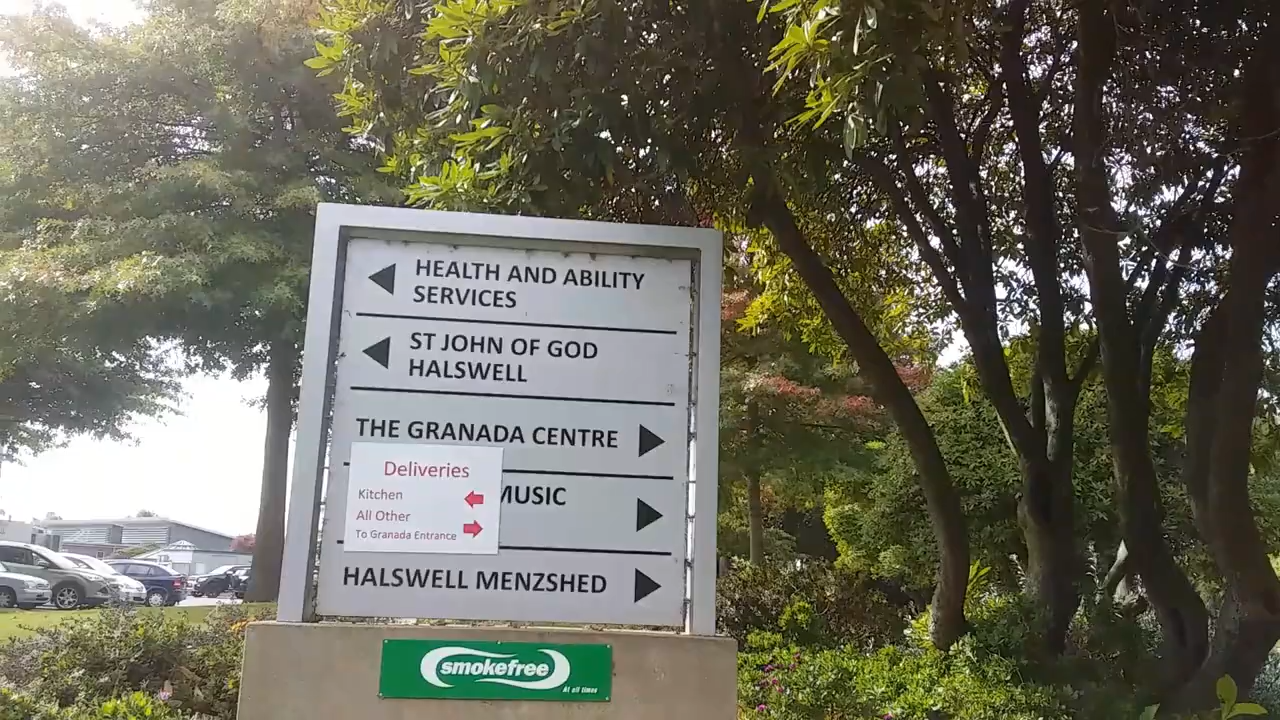 HEALTH AND ABILITY
SERVICES
ST JOHN OF GOD
HALSWELL
THE GRANADA CENTRE
Deliveries
Kitchen
All Other
To Granada Entrance
MUSIC
HALSWELL MENZSHED
smokefree
At all times